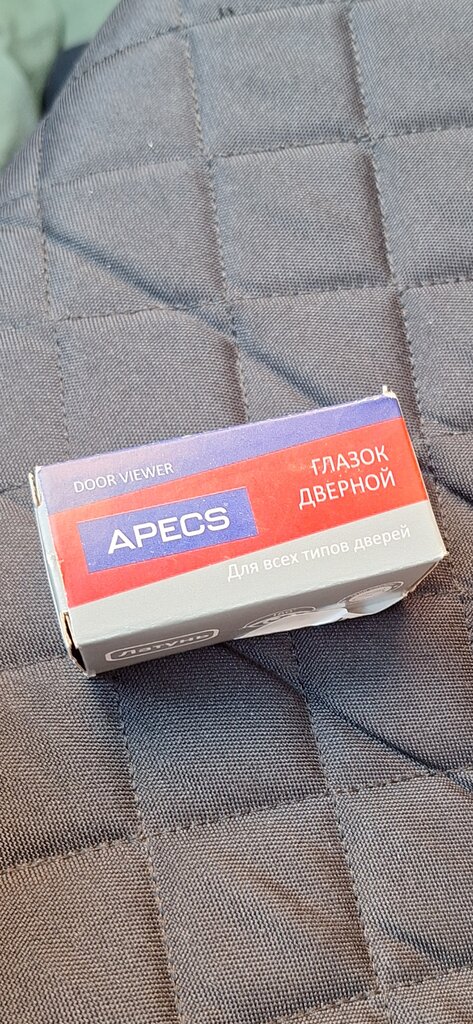 DOOR VIEWER
APECS
ГЛАЗОК
ДВЕРНОЙ
Для всех типов дверей
Латунь